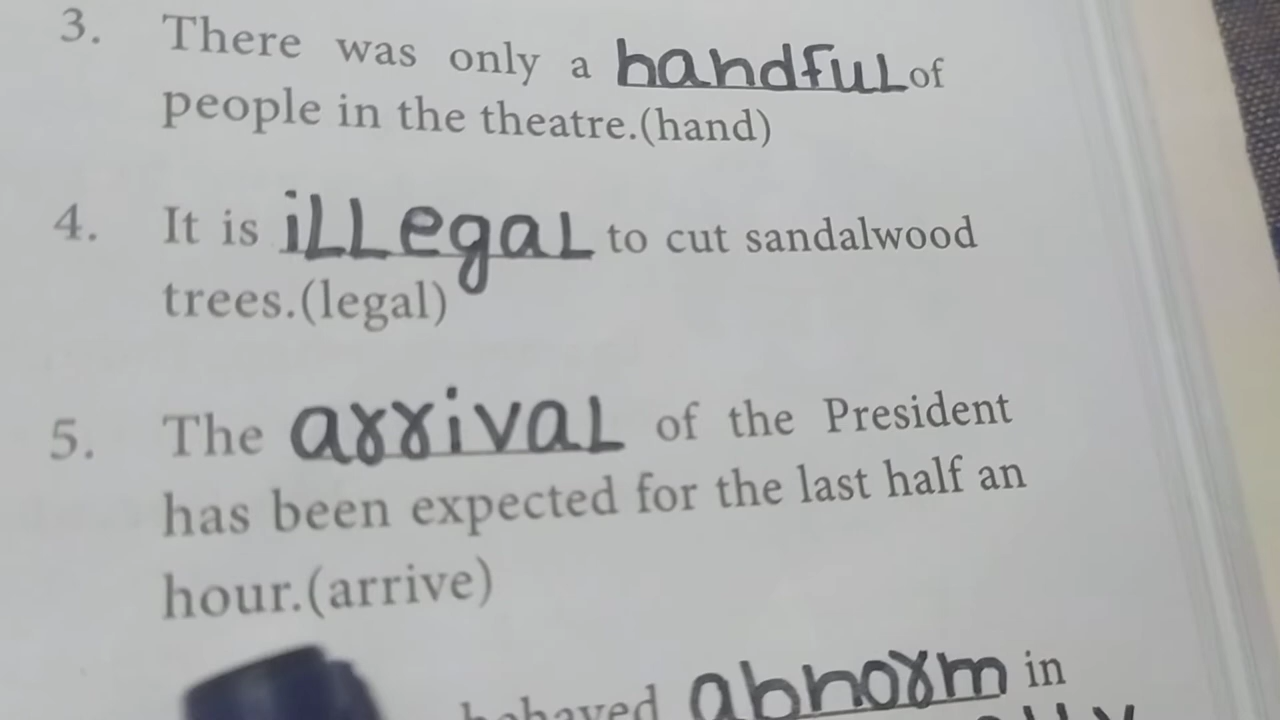 3. There was only a handful of
people in the theatre.(hand)
4. It is illegal to cut sandalwood
trees.(legal)
5. The arrival of the President
has been expected for the last half an
hour.(arrive)
behaved abnorm in
ally